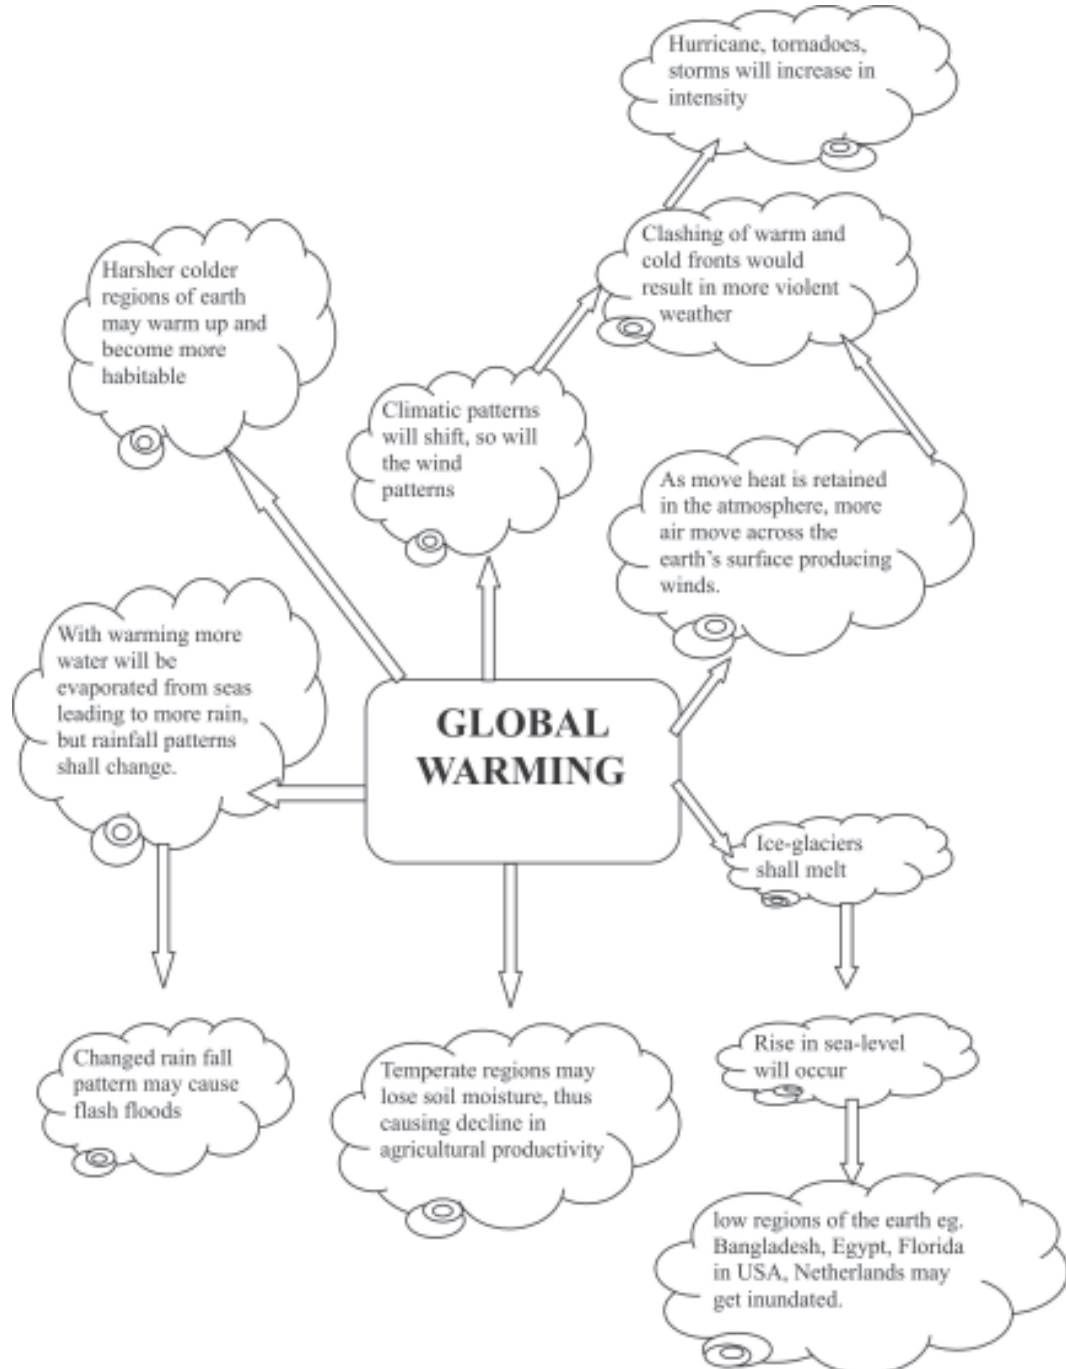 Hurricane, tornadoes,
storms will increase in
intensity
Clashing of warm and
cold fronts would
result in more violent
weather
Harsher colder
regions of earth
may warm up and
become more
habitable
Climatic patterns
will shift, so will
the wind
patterns
As move heat is retained
in the atmosphere, more
air move across the
earth's surface producing
winds.
With warming more
water will be
evaporated from seas
leading to more rain,
but rainfall patterns
shall change.
GLOBAL
WARMING
Ice-glaciers
shall melt
Changed rain fall
pattern may cause
flash floods
Temperate regions may
lose soil moisture, thus
causing decline in
agricultural productivity
Rise in sea-level
will occur
low regions of the earth eg.
Bangladesh, Egypt, Florida
in USA, Netherlands may
get inundated.